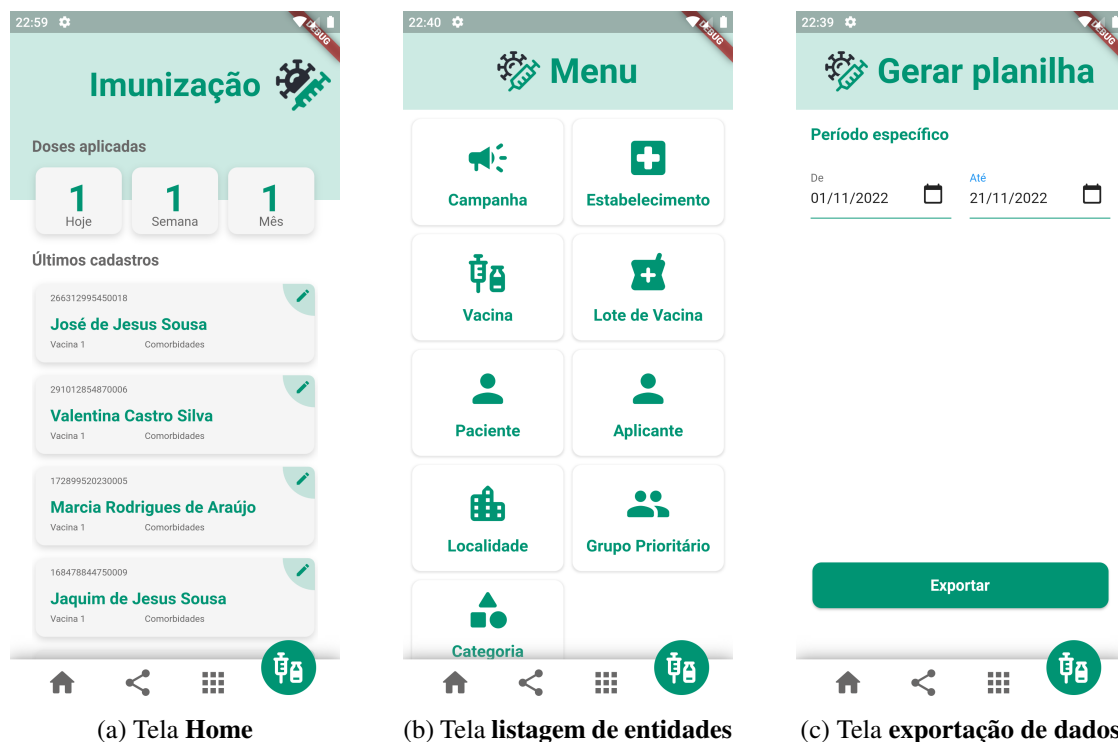 22:59
DEBUG
Imunização
Doses aplicadas
1
Hoje
1
Semana
1
Mês
Últimos cadastros
266312995450018
José de Jesus Sousa
Vacina 1 Comorbidades
291012854870006
Valentina Castro Silva
Vacina 1 Comorbidades
172899520230005
Marcia Rodrigues de Araújo
Vacina 1 Comorbidades
168478844750009
Jaquim de Jesus Sousa
Vacina 1 Comorbidades
(a) Tela Home
22:40
DEBUG
Menu
Campanha
Estabelecimento
Vacina
Lote de Vacina
Paciente
Aplicante
Localidade
Grupo Prioritário
Categoria
(b) Tela listagem de entidades
22:39
DEBUG
Gerar planilha
Período específico
De
01/11/2022
Até
21/11/2022
Exportar
(c) Tela exportação de dados